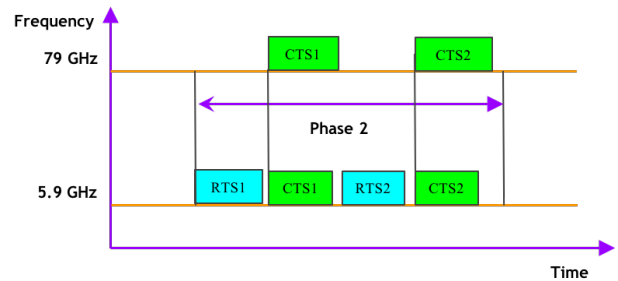 Frequency
79 GHz
CTS1 CTS2
Phase 2
5.9 GHz
RTS1 CTS1 RTS2 CTS2
Time